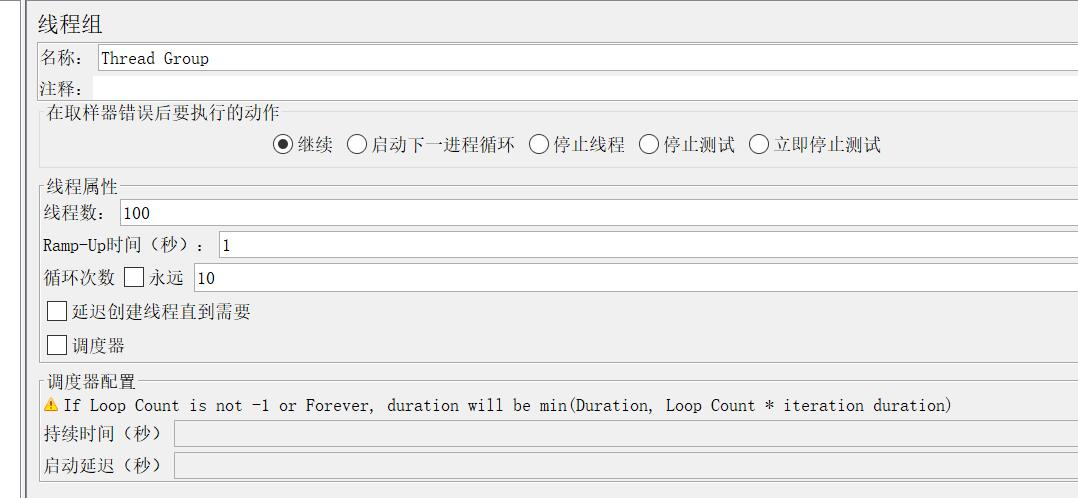 线程组
名称： Thread Group
注释：
在取样器错误后要执行的动作
继续 启动下一进程循环 停止线程 停止测试 立即停止测试
线程属性
线程数： 100
Ramp-Up时间（秒）： 1
循环次数 永远 10
延迟创建线程直到需要
调度器
调度器配置
If Loop Count is not -1 or Forever, duration will be min(Duration, Loop Count * iteration duration)
持续时间（秒）
启动延迟（秒）